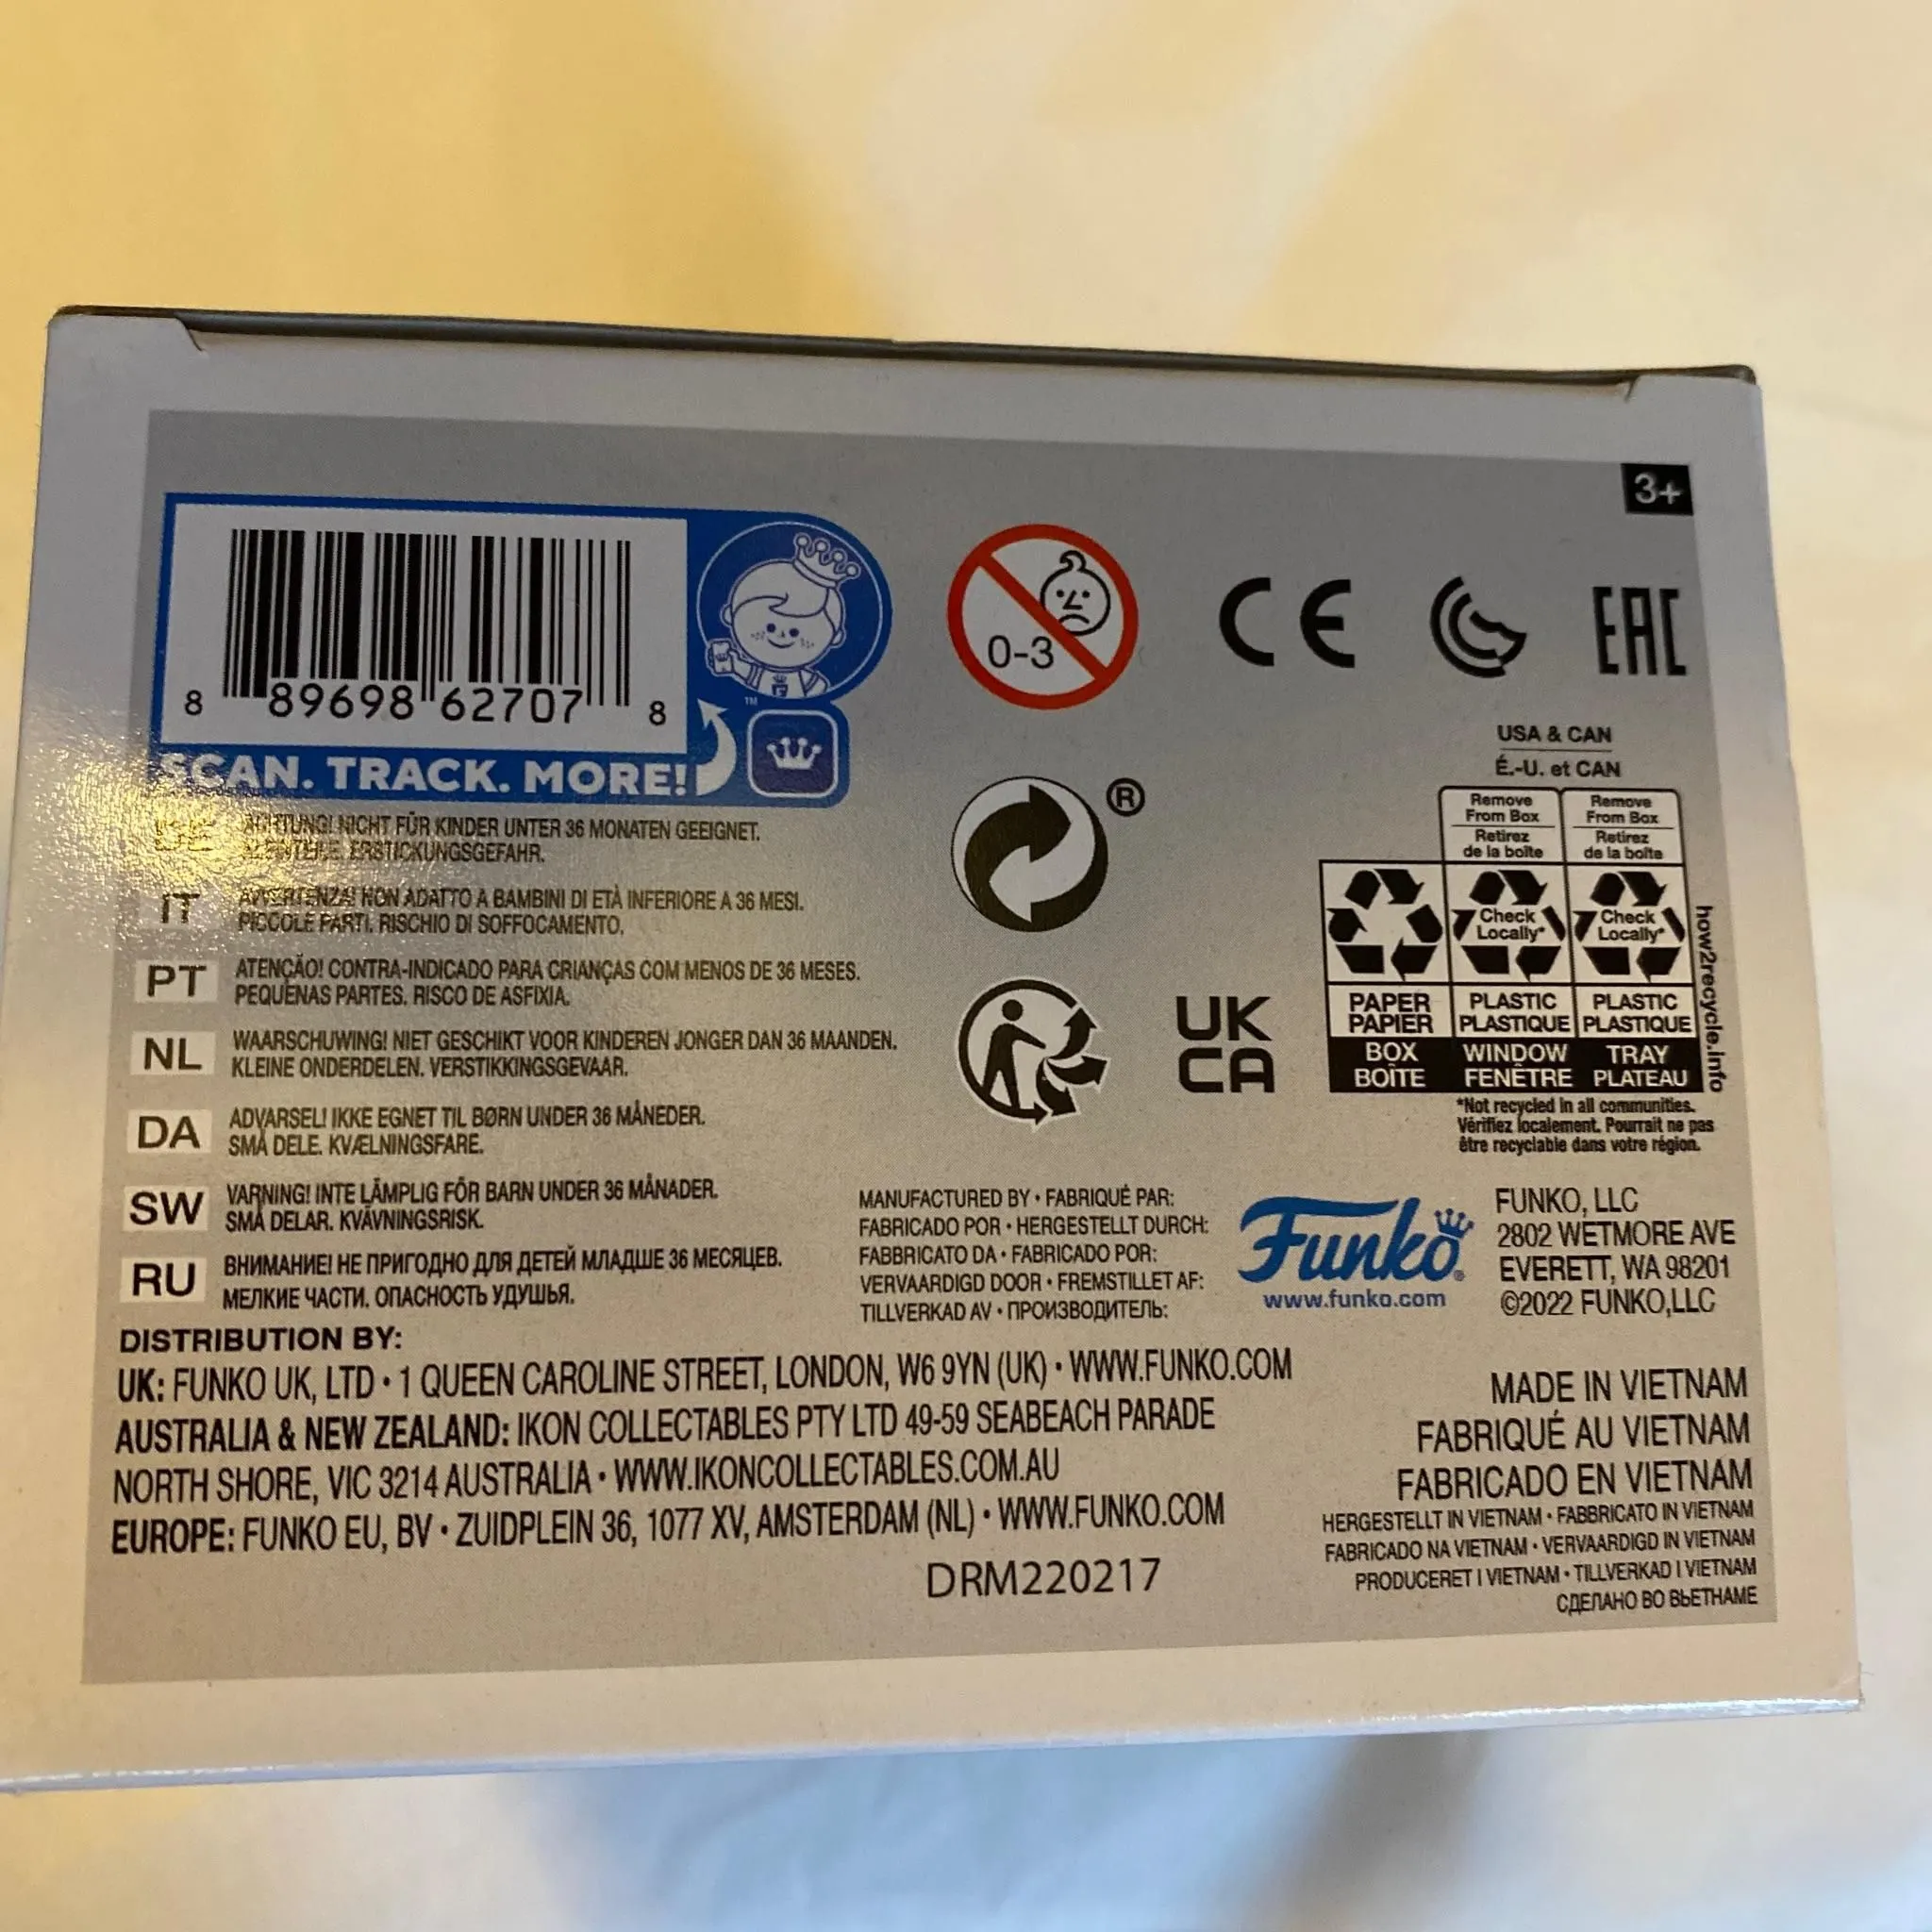 3+
8 89698 62707 8
™
SCAN. TRACK. MORE!
0-3
CE
EAC
®
DE ACHTUNG! NICHT FÜR KINDER UNTER 36 MONATEN GEEIGNET.
KLEINTEILE. ERSTICKUNGSGEFAHR.
IT AVVERTENZA! NON ADATTO A BAMBINI DI ETÀ INFERIORE A 36 MESI.
PICCOLE PARTI. RISCHIO DI SOFFOCAMENTO.
PT ATENÇÃO! CONTRA-INDICADO PARA CRIANÇAS COM MENOS DE 36 MESES.
PEQUENAS PARTES. RISCO DE ASFIXIA.
NL WAARSCHUWING! NIET GESCHIKT VOOR KINDEREN JONGER DAN 36 MAANDEN.
KLEINE ONDERDELEN. VERSTIKKINGSGEVAAR.
DA ADVARSEL! IKKE EGNET TIL BØRN UNDER 36 MÅNEDER.
SMÅ DELE. KVÆLNINGSFARE.
SW VARNING! INTE LÄMPLIG FÖR BARN UNDER 36 MÅNADER.
SMÅ DELAR. KVÄVNINGSRISK.
RU ВНИМАНИЕ! НЕ ПРИГОДНО ДЛЯ ДЕТЕЙ МЛАДШЕ 36 МЕСЯЦЕВ.
МЕЛКИЕ ЧАСТИ. ОПАСНОСТЬ УДУШЬЯ.
UK
CA
USA & CAN
É.-U. et CAN
Remove
From Box
Retirez
de la boîte
Remove
From Box
Retirez
de la boîte
Check
Locally*
Check
Locally*
PAPER
PAPIER
PLASTIC
PLASTIQUE
PLASTIC
PLASTIQUE
BOX
BOÎTE
WINDOW
FENÊTRE
TRAY
PLATEAU
how2recycle.info
*Not recycled in all communities.
Vérifiez localement. Pourrait ne pas
être recyclable dans votre région.
MANUFACTURED BY • FABRIQUÉ PAR:
FABRICADO POR • HERGESTELLT DURCH:
FABBRICATO DA • FABRICADO POR:
VERVAARDIGD DOOR • FREMSTILLET AF:
TILLVERKAD AV • ПРОИЗВОДИТЕЛЬ:
Funko®
www.funko.com
FUNKO, LLC
2802 WETMORE AVE
EVERETT, WA 98201
©2022 FUNKO,LLC
DISTRIBUTION BY:
UK: FUNKO UK, LTD • 1 QUEEN CAROLINE STREET, LONDON, W6 9YN (UK) • WWW.FUNKO.COM
AUSTRALIA & NEW ZEALAND: IKON COLLECTABLES PTY LTD 49-59 SEABEACH PARADE
NORTH SHORE, VIC 3214 AUSTRALIA • WWW.IKONCOLLECTABLES.COM.AU
EUROPE: FUNKO EU, BV • ZUIDPLEIN 36, 1077 XV, AMSTERDAM (NL) • WWW.FUNKO.COM
DRM220217
MADE IN VIETNAM
FABRIQUÉ AU VIETNAM
FABRICADO EN VIETNAM
HERGESTELLT IN VIETNAM • FABBRICATO IN VIETNAM
FABRICADO NA VIETNAM • VERVAARDIGD IN VIETNAM
PRODUCERET I VIETNAM • TILLVERKAD I VIETNAM
СДЕЛАНО ВО ВЬЕТНАМЕ